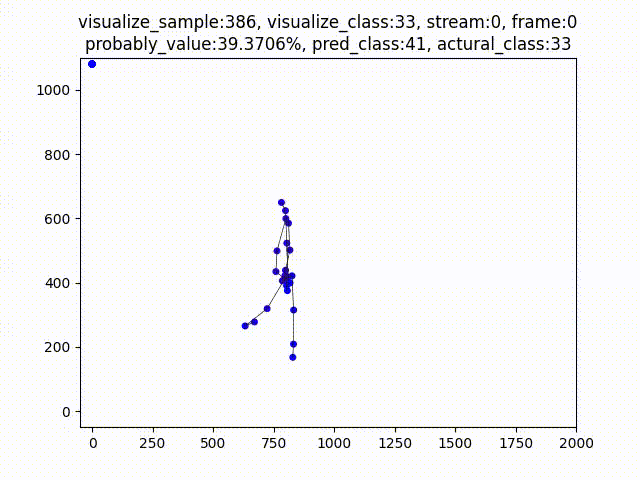 visualize_sample:386, visualize_class:33, stream:0, frame:0
probably_value:39.3706%, pred_class:41, actural_class:33
1000
800
600
400
200
0
0 250 500 750 1000 1250 1500 1750 2000